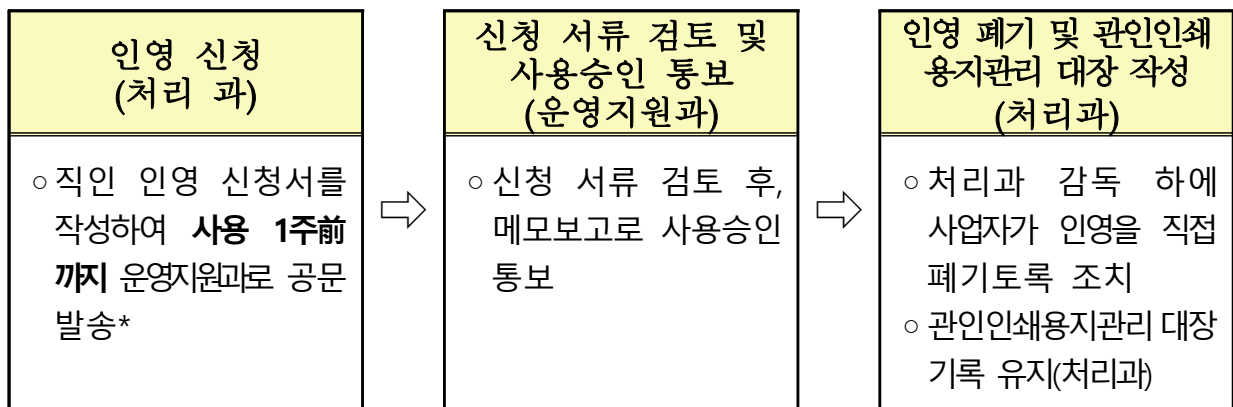 인영 신청
(처리 과)
○ 직인 인영 신청서를
작성하여 사용 1주前
까지 운영지원과로 공문
발송*
⇨
신청 서류 검토 및
사용승인 통보
(운영지원과)
○ 신청 서류 검토 후,
메모보고로 사용승인
통보
⇨
인영 폐기 및 관인인쇄
용지관리 대장 작성
(처리과)
○ 처리과 감독 하에
사업자가 인영을 직접
폐기토록 조치
○ 관인인쇄용지관리 대장
기록 유지(처리과)